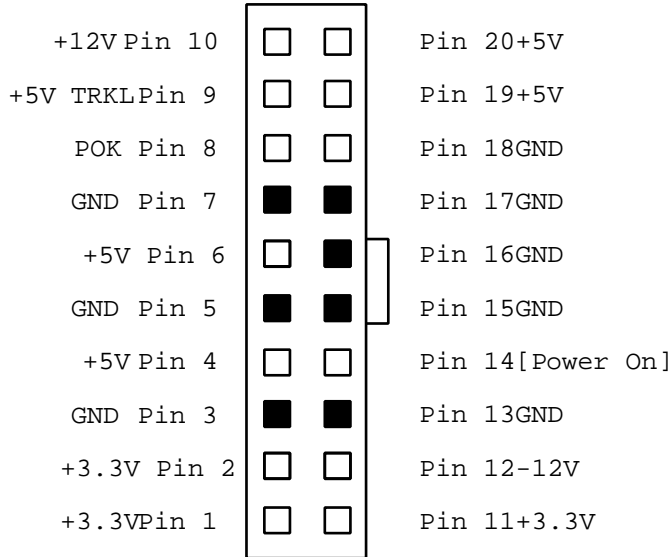 +12V Pin 10 Pin 20+5V
+5V TRKLPin 9 Pin 19+5V
POK Pin 8 Pin 18GND
GND Pin 7 Pin 17GND
+5V Pin 6 Pin 16GND
GND Pin 5 Pin 15GND
+5V Pin 4 Pin 14[Power On]
GND Pin 3 Pin 13GND
+3.3V Pin 2 Pin 12-12V
+3.3VPin 1 Pin 11+3.3V